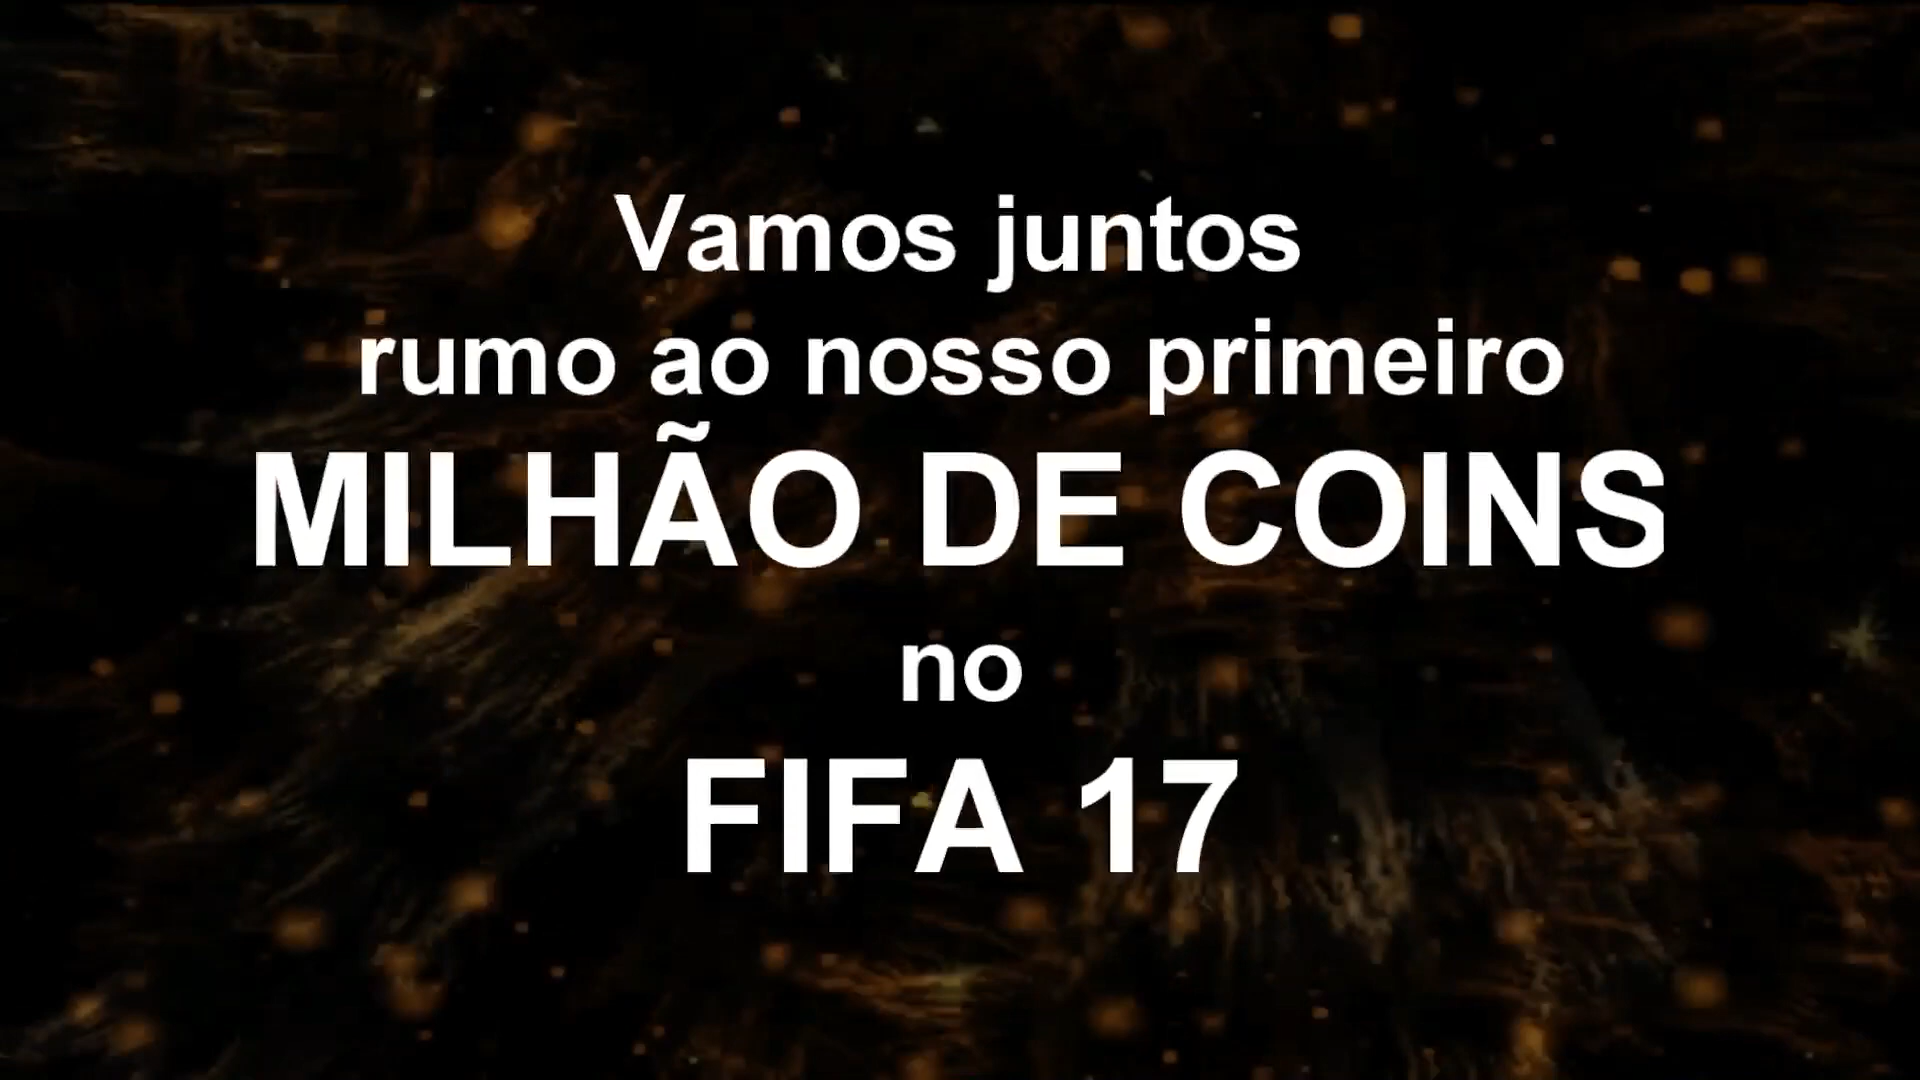 Vamos juntos
rumo ao nosso primeiro
MILHÃO DE COINS
no
FIFA 17